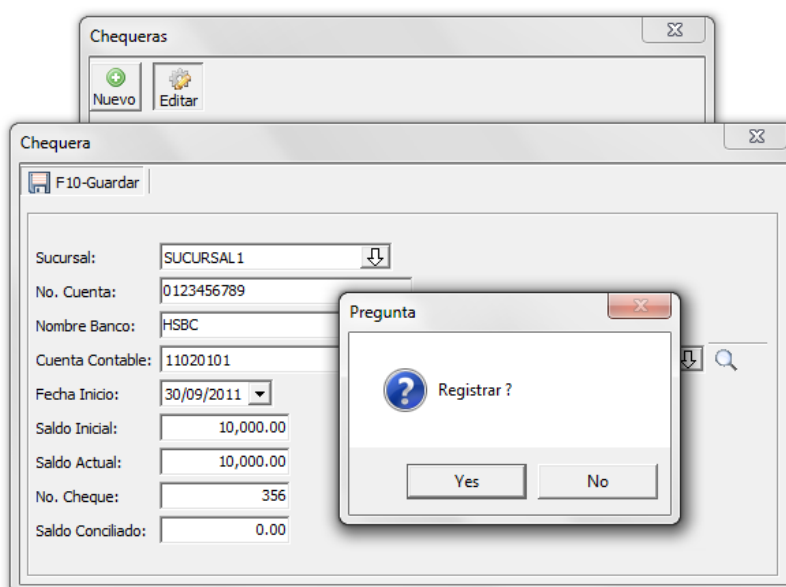 Chequeras
Nuevo Editar
Chequera
F10-Guardar
Sucursal: SUCURSAL1
No. Cuenta: 0123456789
Nombre Banco: HSBC
Cuenta Contable: 11020101
Fecha Inicio: 30/09/2011
Saldo Inicial: 10,000.00
Saldo Actual: 10,000.00
No. Cheque: 356
Saldo Conciliado: 0.00
Pregunta
Registrar ?
Yes No